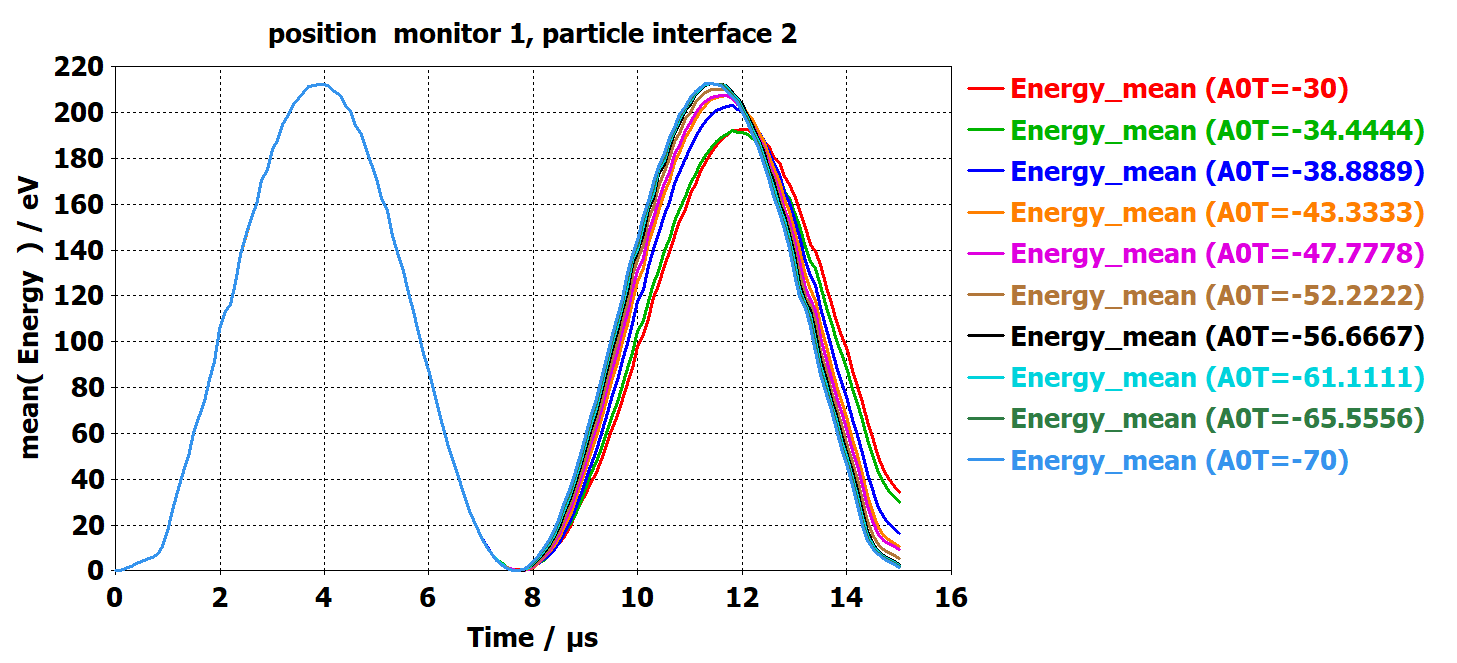 position  monitor 1, particle interface 2
mean( Energy  ) / eV
220
200
180
160
140
120
100
80
60
40
20
0
0 2 4 6 8 10 12 14 16
Time / µs
Energy_mean (A0T=-30)
Energy_mean (A0T=-34.4444)
Energy_mean (A0T=-38.8889)
Energy_mean (A0T=-43.3333)
Energy_mean (A0T=-47.7778)
Energy_mean (A0T=-52.2222)
Energy_mean (A0T=-56.6667)
Energy_mean (A0T=-61.1111)
Energy_mean (A0T=-65.5556)
Energy_mean (A0T=-70)